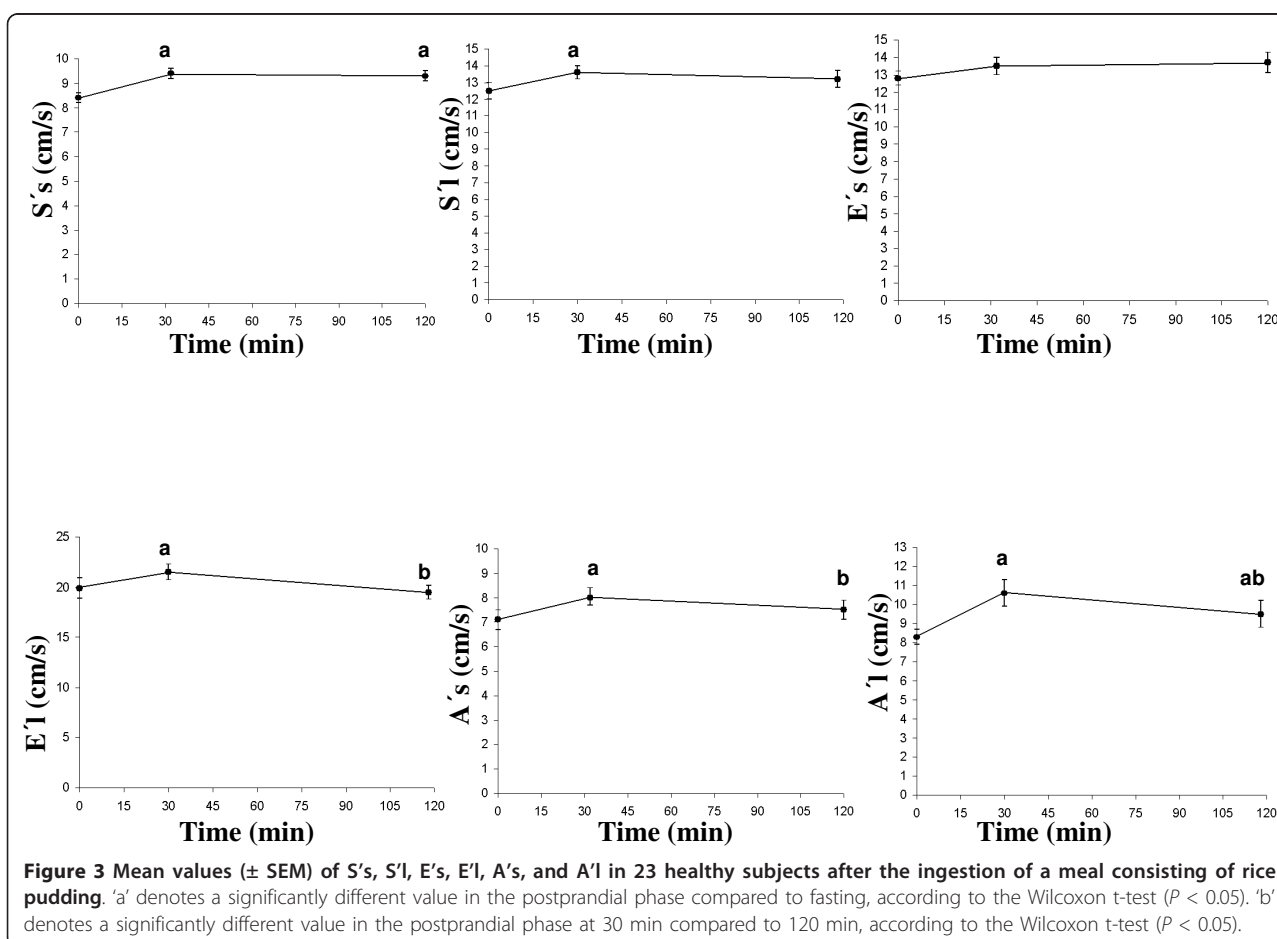 a a
10
9
8
7
6
5
4
3
2
1
0
S´s (cm/s)
0 15 30 45 60 75 90 105 120
Time (min)
a
15
14
13
12
11
10
9
8
7
6
5
4
3
2
1
0
S´l (cm/s)
0 15 30 45 60 75 90 105 120
Time (min)
15
14
13
12
11
10
9
8
7
6
5
4
3
2
1
0
E´s (cm/s)
0 15 30 45 60 75 90 105 120
Time (min)
a b
25
20
15
10
5
0
E´l (cm/s)
0 15 30 45 60 75 90 105 120
Time (min)
a b
10
9
8
7
6
5
4
3
2
1
0
A´s (cm/s)
0 15 30 45 60 75 90 105 120
Time (min)
a ab
13
12
11
10
9
8
7
6
5
4
3
2
1
0
A´l (cm/s)
0 15 30 45 60 75 90 105 120
Time (min)
Figure 3 Mean values (± SEM) of S's, S'l, E's, E'l, A's, and A'l in 23 healthy subjects after the ingestion of a meal consisting of rice
pudding. 'a' denotes a significantly different value in the postprandial phase compared to fasting, according to the Wilcoxon t-test (P < 0.05). 'b'
denotes a significantly different value in the postprandial phase at 30 min compared to 120 min, according to the Wilcoxon t-test (P < 0.05).